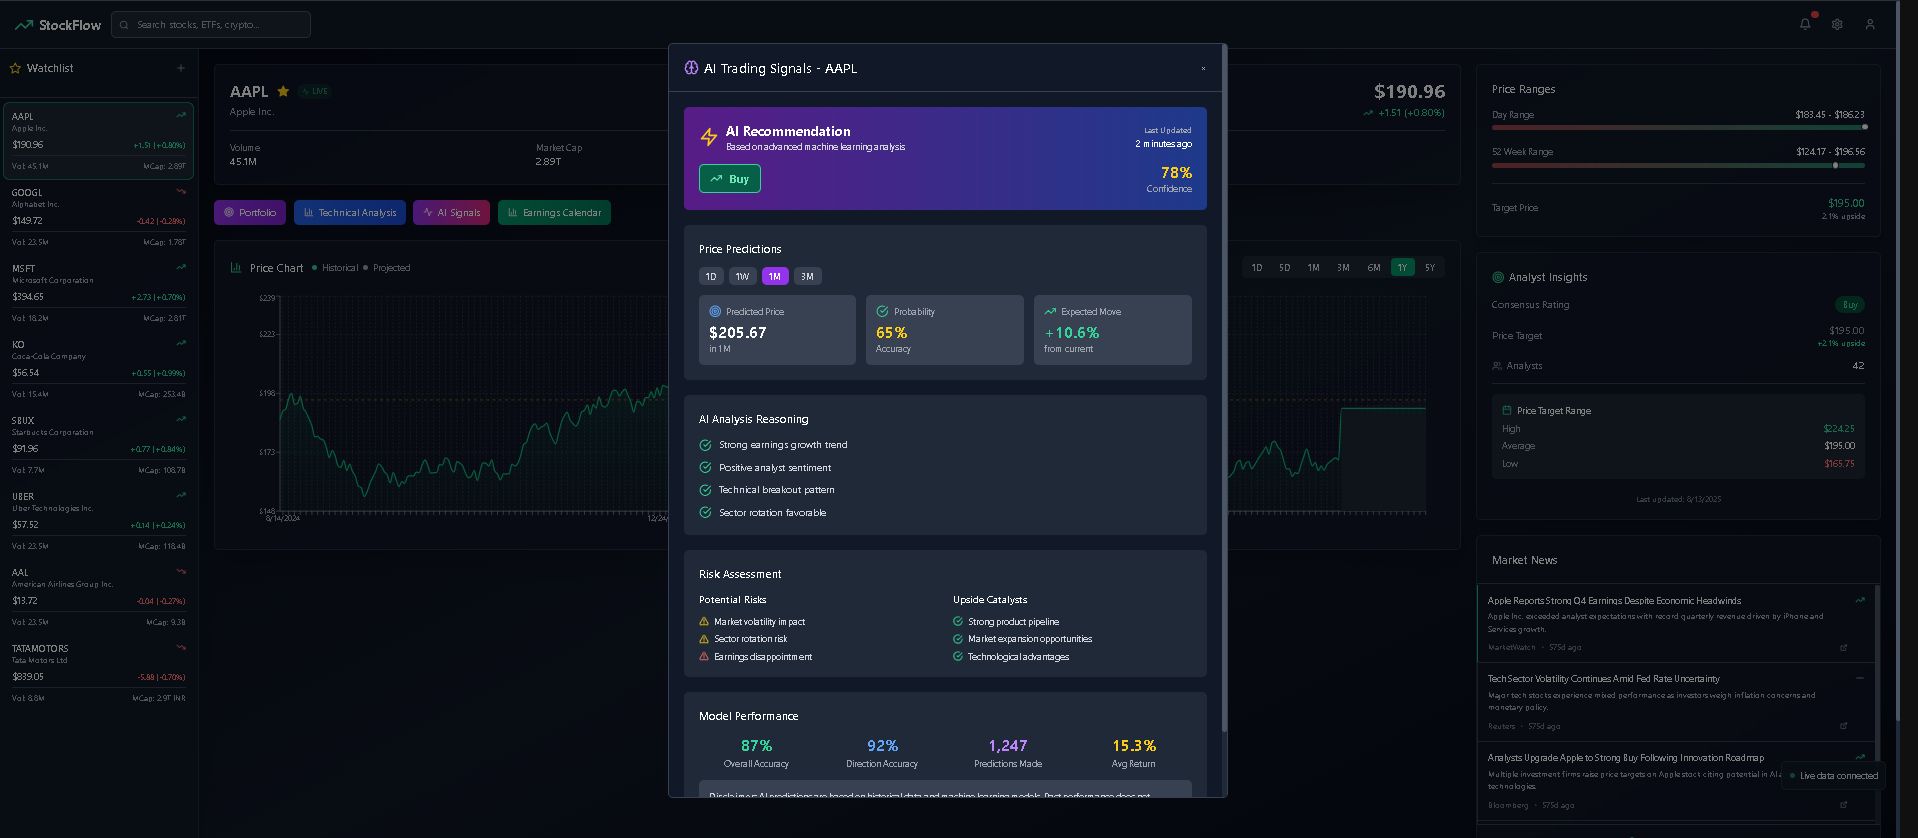 StockFlow
Search stocks, ETFs, crypto...
Watchlist
AAPL
Apple Inc.
$190.96 +1.51 (+0.80%)
Vol: 45.1M MCap: 2.89T
GOOGL
Alphabet Inc.
$149.72 -0.42 (-0.28%)
Vol: 23.5M MCap: 1.78T
MSFT
Microsoft Corporation
$394.65 +2.73 (+0.70%)
Vol: 18.2M MCap: 2.81T
KO
Coca-Cola Company
$56.54 +0.55 (+0.99%)
Vol: 15.4M MCap: 253.4B
SBUX
Starbucks Corporation
$91.96 +0.77 (+0.84%)
Vol: 7.7M MCap: 108.7B
UBER
Uber Technologies Inc.
$57.52 +0.14 (+0.24%)
Vol: 23.5M MCap: 118.4B
AAL
American Airlines Group Inc.
$13.72 -0.04 (-0.27%)
Vol: 23.5M MCap: 9.3B
TATAMOTORS
Tata Motors Ltd
$839.05 -5.88 (-0.70%)
Vol: 8.8M MCap: 2.9T INR
AAPL LIVE
Apple Inc.
$190.96
+1.51 (+0.80%)
Volume
45.1M
Market Cap
2.89T
Portfolio
Technical Analysis
AI Signals
Earnings Calendar
Price Chart Historical Projected
1D 5D 1M 3M 6M 1Y 5Y
$239
$223
$198
$173
$148
8/14/2024
12/24/
AI Trading Signals - AAPL
×
AI Recommendation
Based on advanced machine learning analysis
Last Updated
2 minutes ago
Buy
78%
Confidence
Price Predictions
1D 1W 1M 3M
Predicted Price
$205.67
in 1M
Probability
65%
Accuracy
Expected Move
+10.6%
from current
AI Analysis Reasoning
Strong earnings growth trend
Positive analyst sentiment
Technical breakout pattern
Sector rotation favorable
Risk Assessment
Potential Risks
Market volatility impact
Sector rotation risk
Earnings disappointment
Upside Catalysts
Strong product pipeline
Market expansion opportunities
Technological advantages
Model Performance
87%
Overall Accuracy
92%
Direction Accuracy
1,247
Predictions Made
15.3%
Avg Return
Disclaimer: AI predictions are based on historical data and machine learning models. Past performance does not
Price Ranges
Day Range $183.45 - $186.23
52 Week Range $124.17 - $196.56
Target Price $195.00
2.1% upside
Analyst Insights
Consensus Rating Buy
Price Target $195.00
+2.1% upside
Analysts 42
Price Target Range
High $224.25
Average $195.00
Low $165.75
Last updated: 8/13/2025
Market News
Apple Reports Strong Q4 Earnings Despite Economic Headwinds
Apple Inc. exceeded analyst expectations with record quarterly revenue driven by iPhone and
Services growth.
MarketWatch • 575d ago
Tech Sector Volatility Continues Amid Fed Rate Uncertainty
Major tech stocks experience mixed performance as investors weigh inflation concerns and
monetary policy.
Reuters • 575d ago
Analysts Upgrade Apple to Strong Buy Following Innovation Roadmap
Multiple investment firms raise price targets on Apple stock citing potential in AI
technologies.
Bloomberg • 575d ago
Live data connected